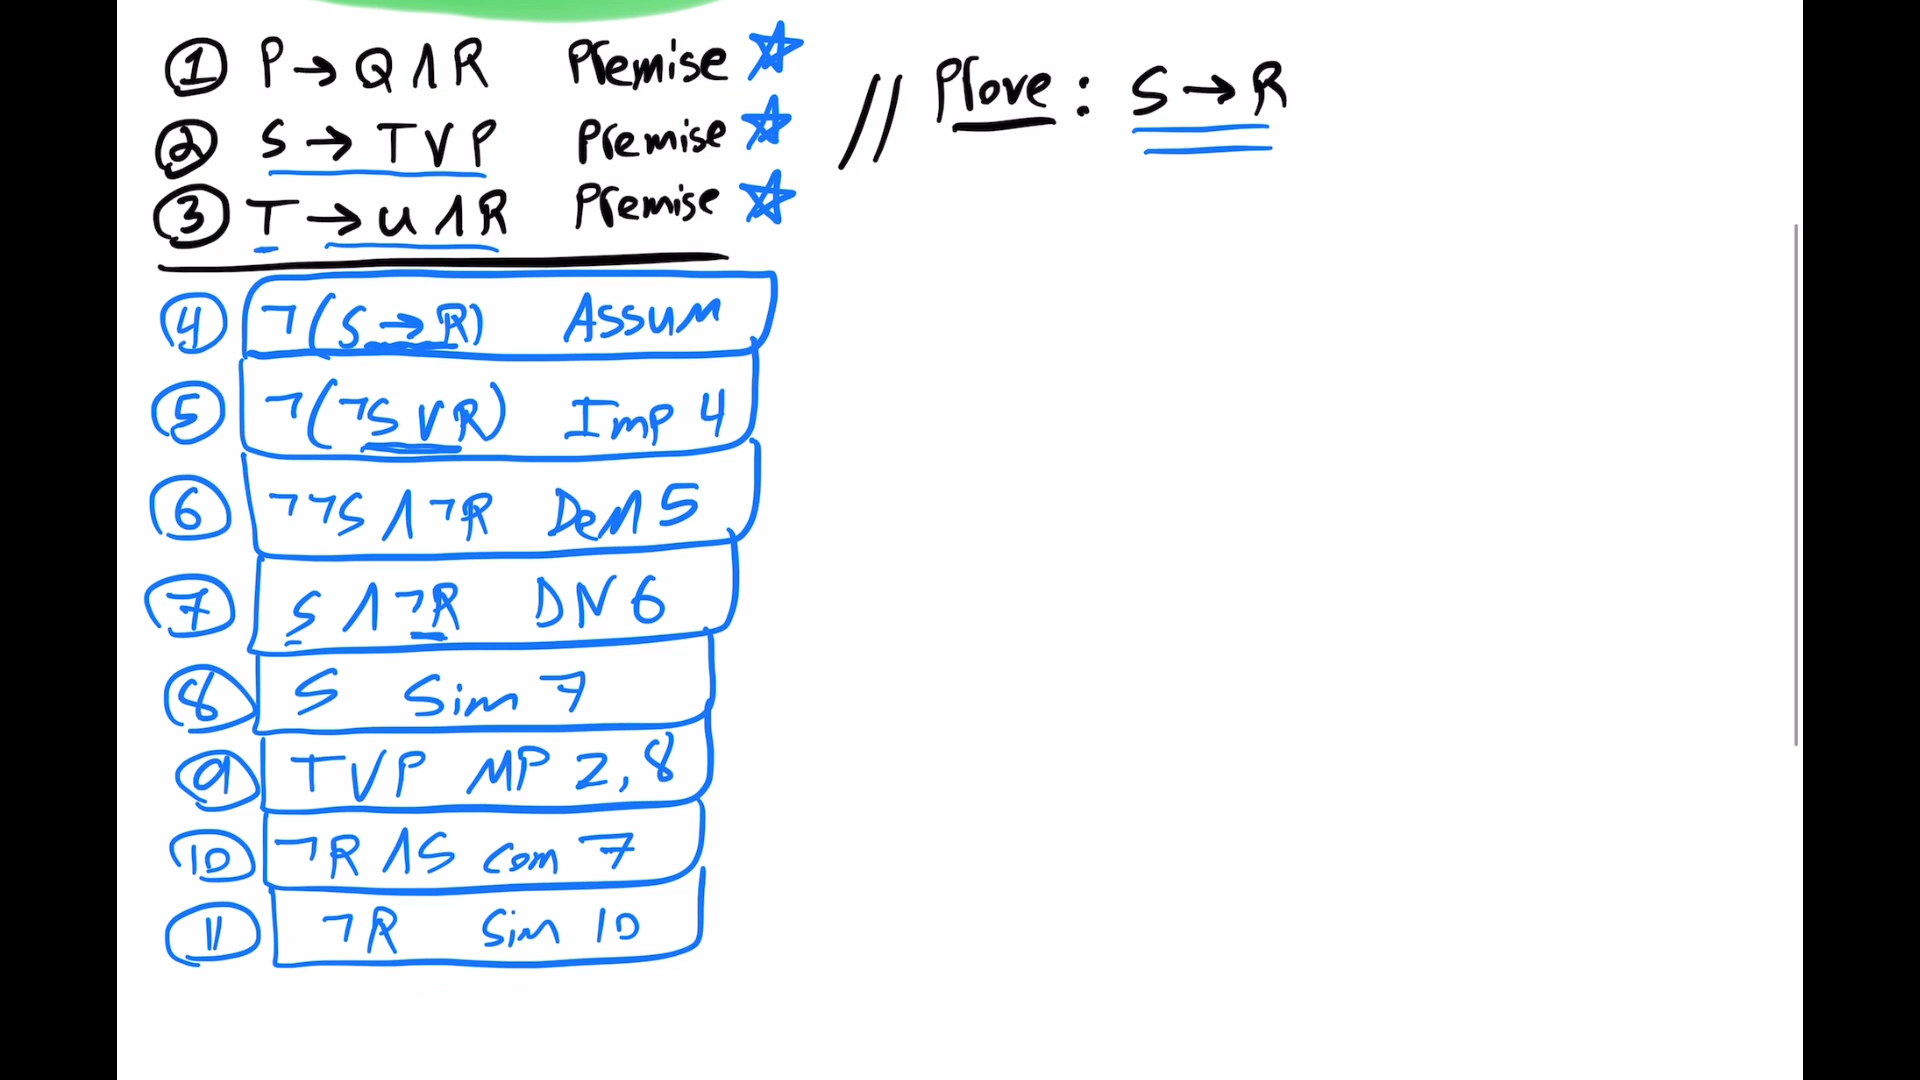 ① P → Q ∧ R Premise ☆
② S → T ∨ P Premise ☆
③ T → U ∧ R Premise ☆
// Prove: S → R
④ ¬(S → R) Assum
⑤ ¬(¬S ∨ R) Imp 4
⑥ ¬¬S ∧ ¬R DeM 5
⑦ S ∧ ¬R DN 6
⑧ S Sim 7
⑨ T ∨ P MP 2, 8
⑩ ¬R ∧ S Com 7
⑪ ¬R Sim 10